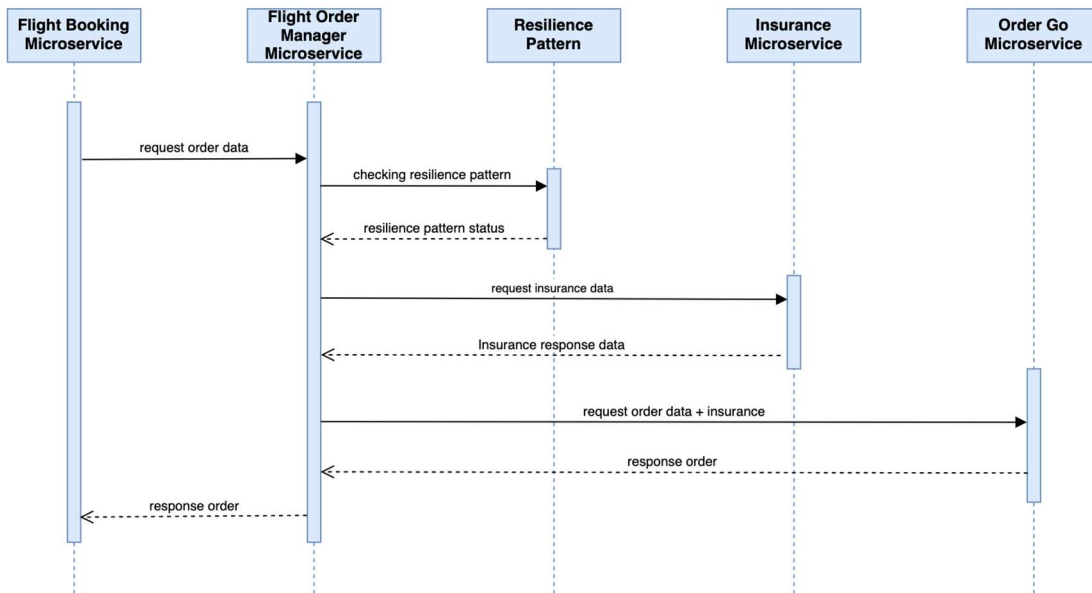 Flight Booking
Microservice
Flight Order
Manager
Microservice
Resilience
Pattern
Insurance
Microservice
Order Go
Microservice
request order data
checking resilience pattern
resilience pattern status
request insurance data
Insurance response data
request order data + insurance
response order
response order